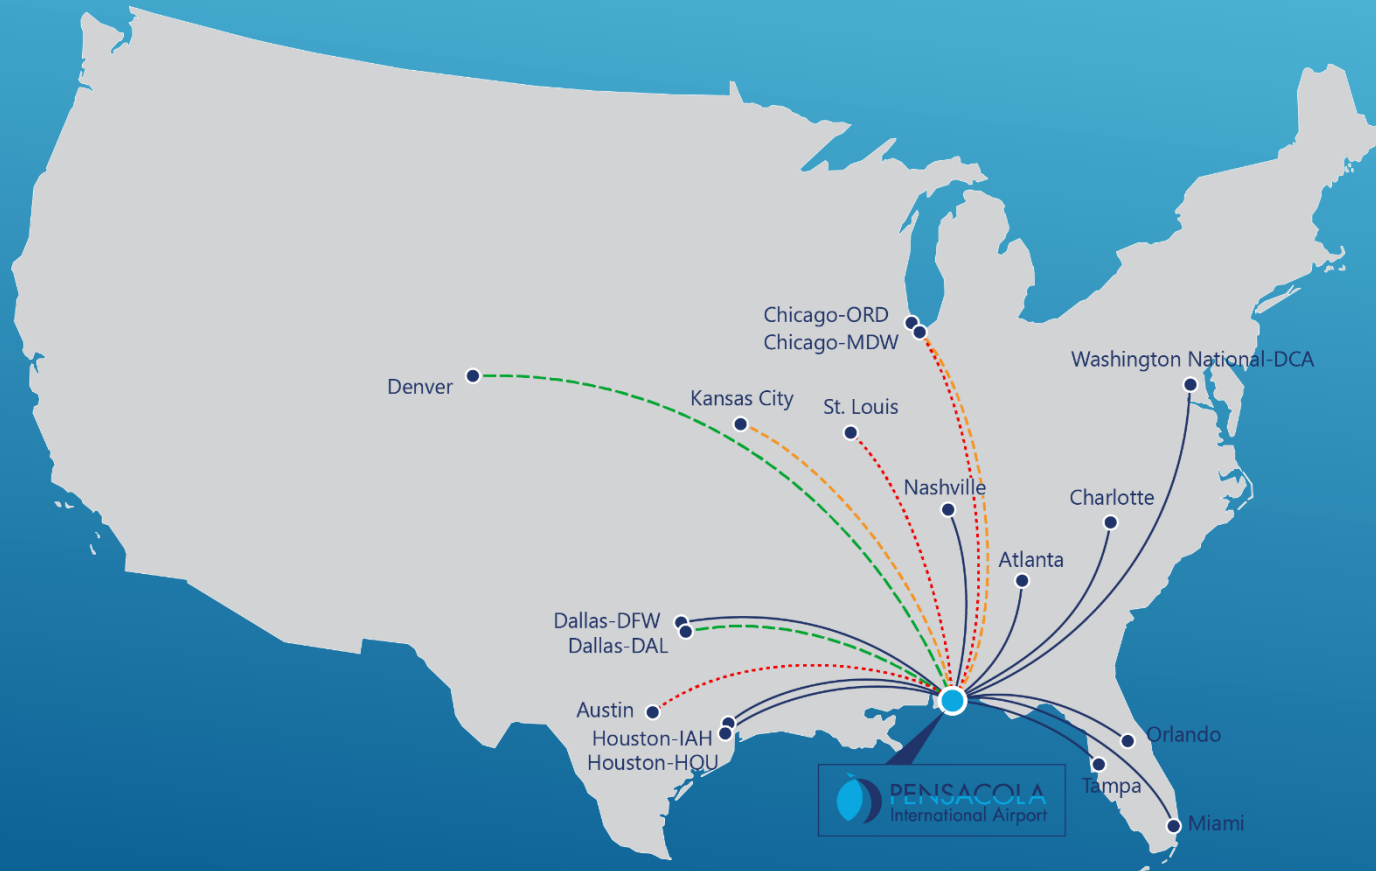 Chicago-ORD
Chicago-MDW
Washington National-DCA
Denver
Kansas City
St. Louis
Nashville
Charlotte
Atlanta
Dallas-DFW
Dallas-DAL
Austin
Houston-IAH
Houston-HOU
Orlando
Tampa
Miami
PENSACOLA
International Airport